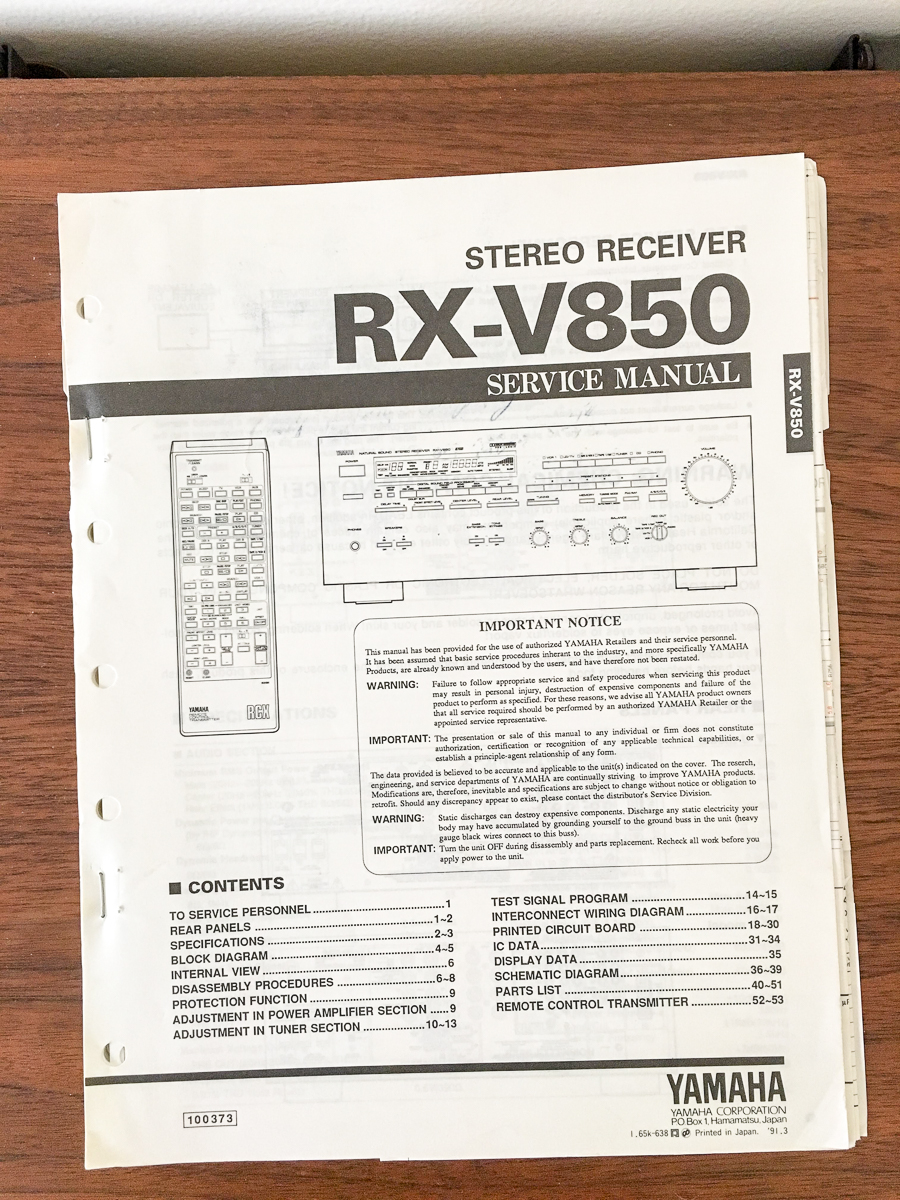 STEREO RECEIVER
RX-V850
SERVICE MANUAL
RX-V850
YAMAHA NATURAL SOUND STEREO RECEIVER RX-V850
VOLUME
POWER
PHONES
SPEAKERS
BASS
TREBLE
BALANCE
REC OUT
YAMAHA
RCX
IMPORTANT NOTICE
This manual has been provided for the use of authorized YAMAHA Retailers and their service personnel.
It has been assumed that basic service procedures inherant to the industry, and more specifically YAMAHA
Products, are already known and understood by the users, and have therefore not been restated.
WARNING: Failure to follow appropriate service and safety procedures when servicing this product
may result in personal injury, destruction of expensive components and failure of the
product to perform as specified. For these reasons, we advise all YAMAHA product owners
that all service required should be performed by an authorized YAMAHA Retailer or the
appointed service representative.
IMPORTANT: The presentation or sale of this manual to any individual or firm does not constitute
authorization, certification or recognition of any applicable technical capabilities, or
establish a principle-agent relationship of any form.
The data provided is believed to be accurate and applicable to the unit(s) indicated on the cover. The reserch,
engineering, and service departments of YAMAHA are continually striving to improve YAMAHA products.
Modifications are, therefore, inevitable and specifications are subject to change without notice or obligation to
retrofit. Should any discrepancy appear to exist, please contact the distributor's Service Division.
WARNING: Static discharges can destroy expensive components. Discharge any static electricity your
body may have accumulated by grounding yourself to the ground buss in the unit (heavy
gauge black wires connect to this buss).
IMPORTANT: Turn the unit OFF during disassembly and parts replacement. Recheck all work before you
apply power to the unit.
■ CONTENTS
TO SERVICE PERSONNEL ........ 1
REAR PANELS ........ 1~2
SPECIFICATIONS ........ 2~3
BLOCK DIAGRAM ........ 4~5
INTERNAL VIEW ........ 6
DISASSEMBLY PROCEDURES ........ 6~8
PROTECTION FUNCTION ........ 9
ADJUSTMENT IN POWER AMPLIFIER SECTION ...... 9
ADJUSTMENT IN TUNER SECTION ........ 10~13
TEST SIGNAL PROGRAM ........ 14~15
INTERCONNECT WIRING DIAGRAM ........ 16~17
PRINTED CIRCUIT BOARD ........ 18~30
IC DATA ........ 31~34
DISPLAY DATA ........ 35
SCHEMATIC DIAGRAM ........ 36~39
PARTS LIST ........ 40~51
REMOTE CONTROL TRANSMITTER ........ 52~53
100373
YAMAHA
YAMAHA CORPORATION
P.O.Box 1, Hamamatsu, Japan
1.65k-638 Printed in Japan. '91.3